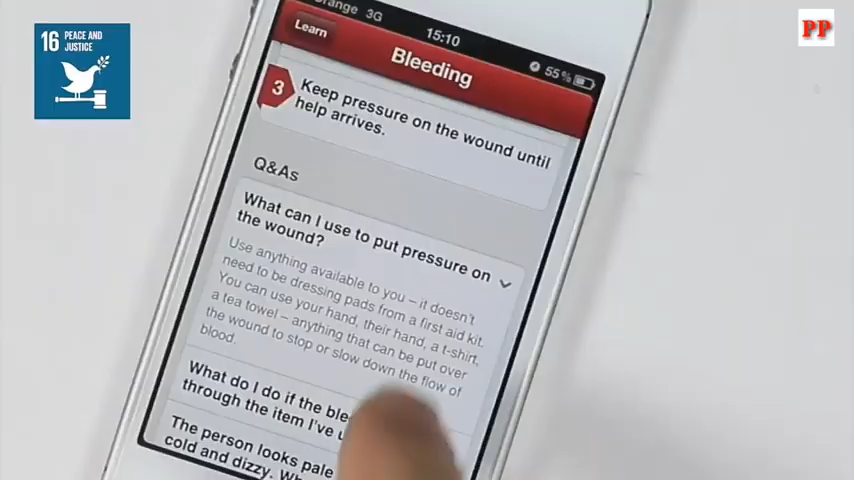 16 PEACE AND
JUSTICE
PP
Orange 3G
15:10
55%
Learn
Bleeding
3
Keep pressure on the wound until
help arrives.
Q&As
What can I use to put pressure on
the wound?
Use anything available to you – it doesn't
need to be dressing pads from a first aid kit.
You can use your hand, their hand, a t-shirt,
a tea towel – anything that can be put over
the wound to stop or slow down the flow of
blood.
What do I do if the
through the item I've
The person looks pale
cold and dizzy.